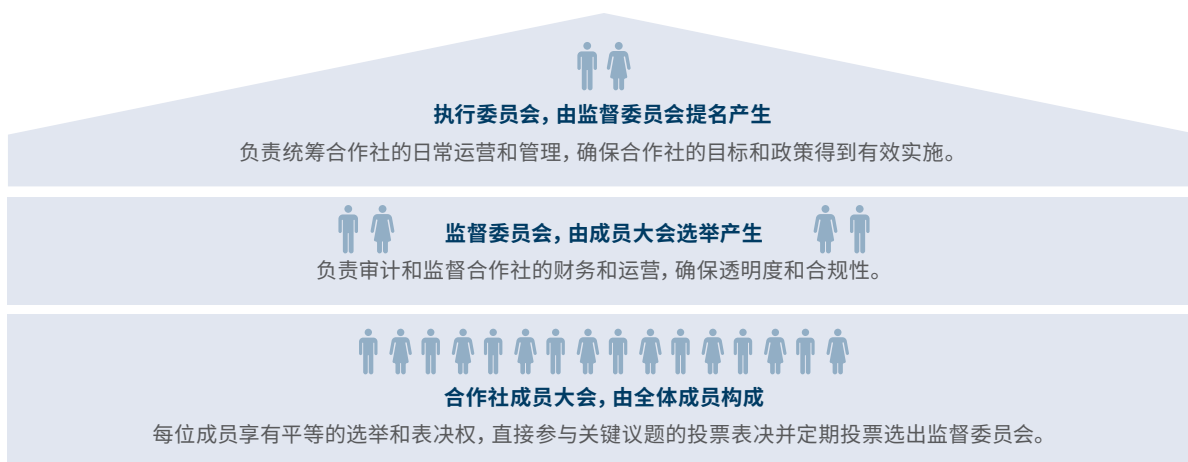 执行委员会，由监督委员会提名产生
负责统筹合作社的日常运营和管理，确保合作社的目标和政策得到有效实施。
监督委员会，由成员大会选举产生
负责审计和监督合作社的财务和运营，确保透明度和合规性。
合作社成员大会，由全体成员构成
每位成员享有平等的选举和表决权，直接参与关键议题的投票表决并定期投票选出监督委员会。